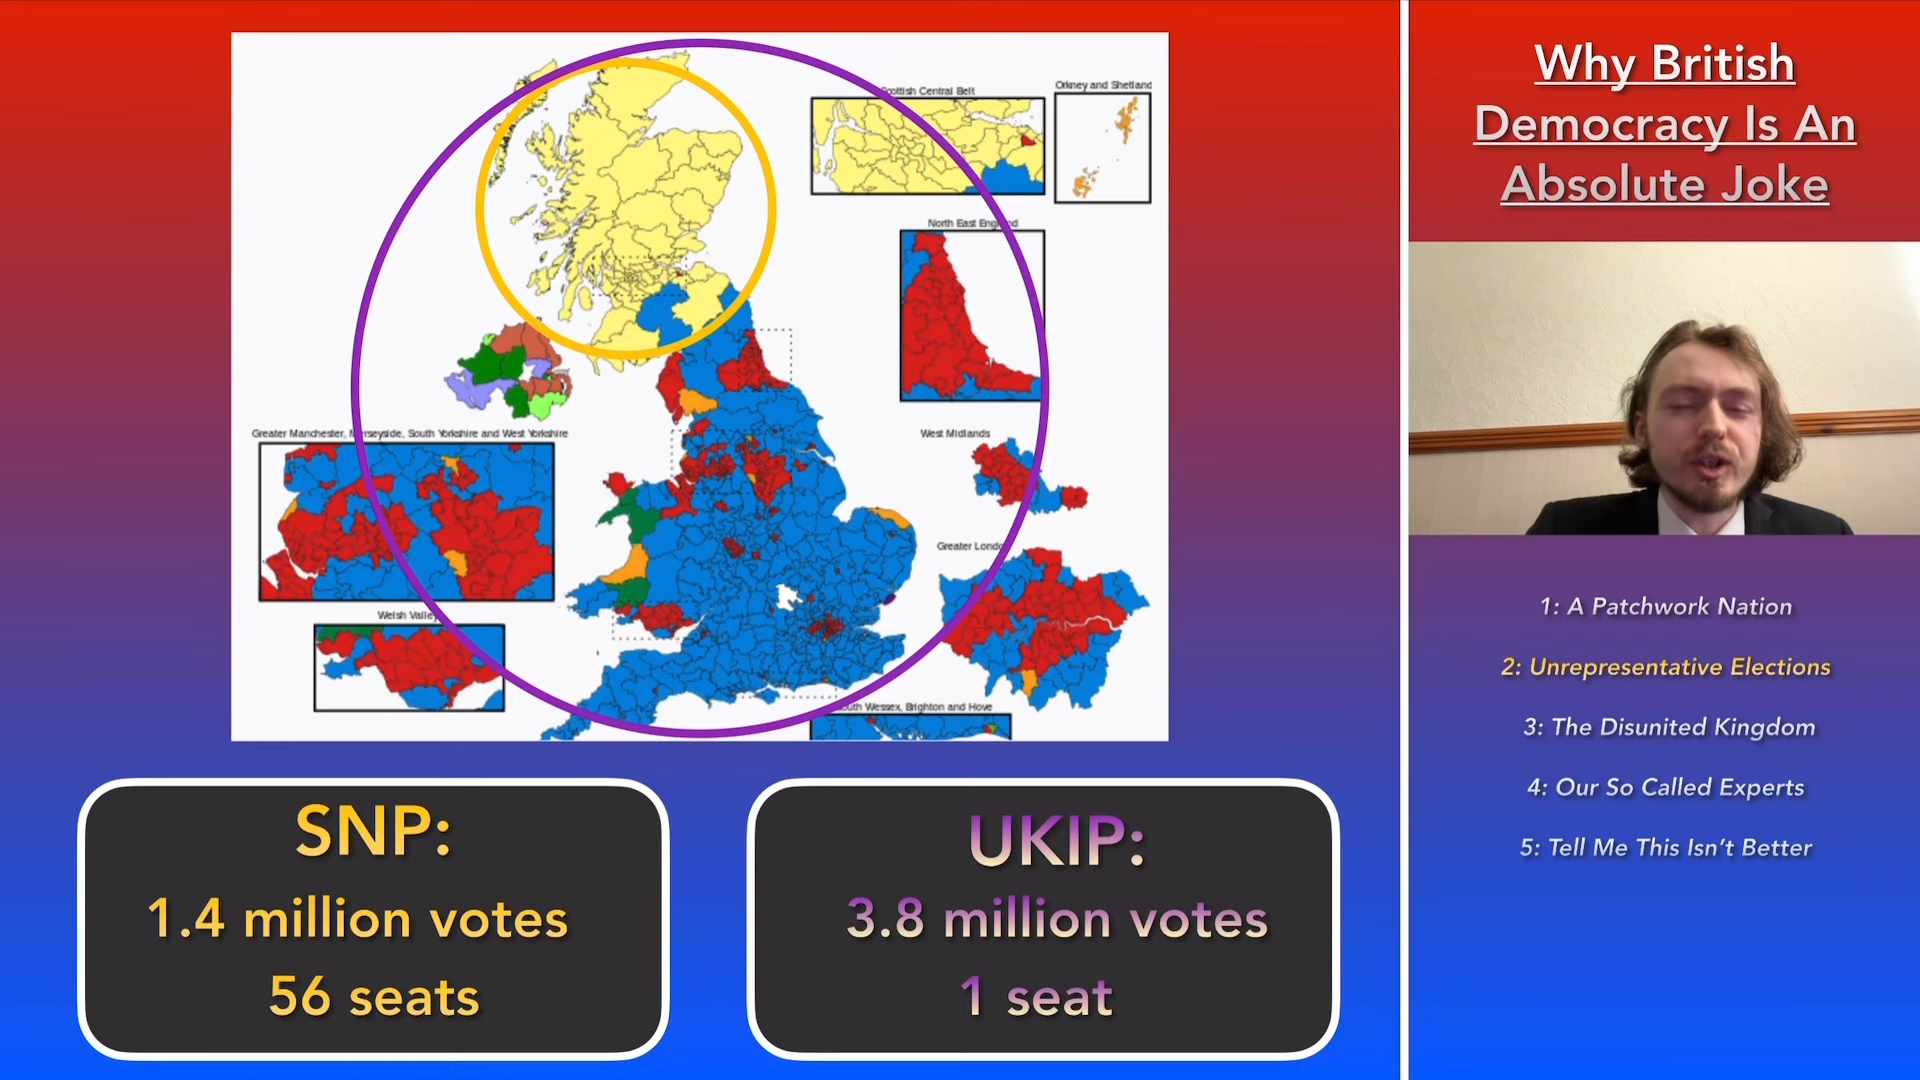 Why British
Democracy Is An
Absolute Joke
Scottish Central Belt
Orkney and Shetland
North East England
Greater Manchester, Merseyside, South Yorkshire and West Yorkshire
West Midlands
Greater London
Welsh Valley
South Wessex, Brighton and Hove
SNP:
1.4 million votes
56 seats
UKIP:
3.8 million votes
1 seat
1: A Patchwork Nation
2: Unrepresentative Elections
3: The Disunited Kingdom
4: Our So Called Experts
5: Tell Me This Isn't Better